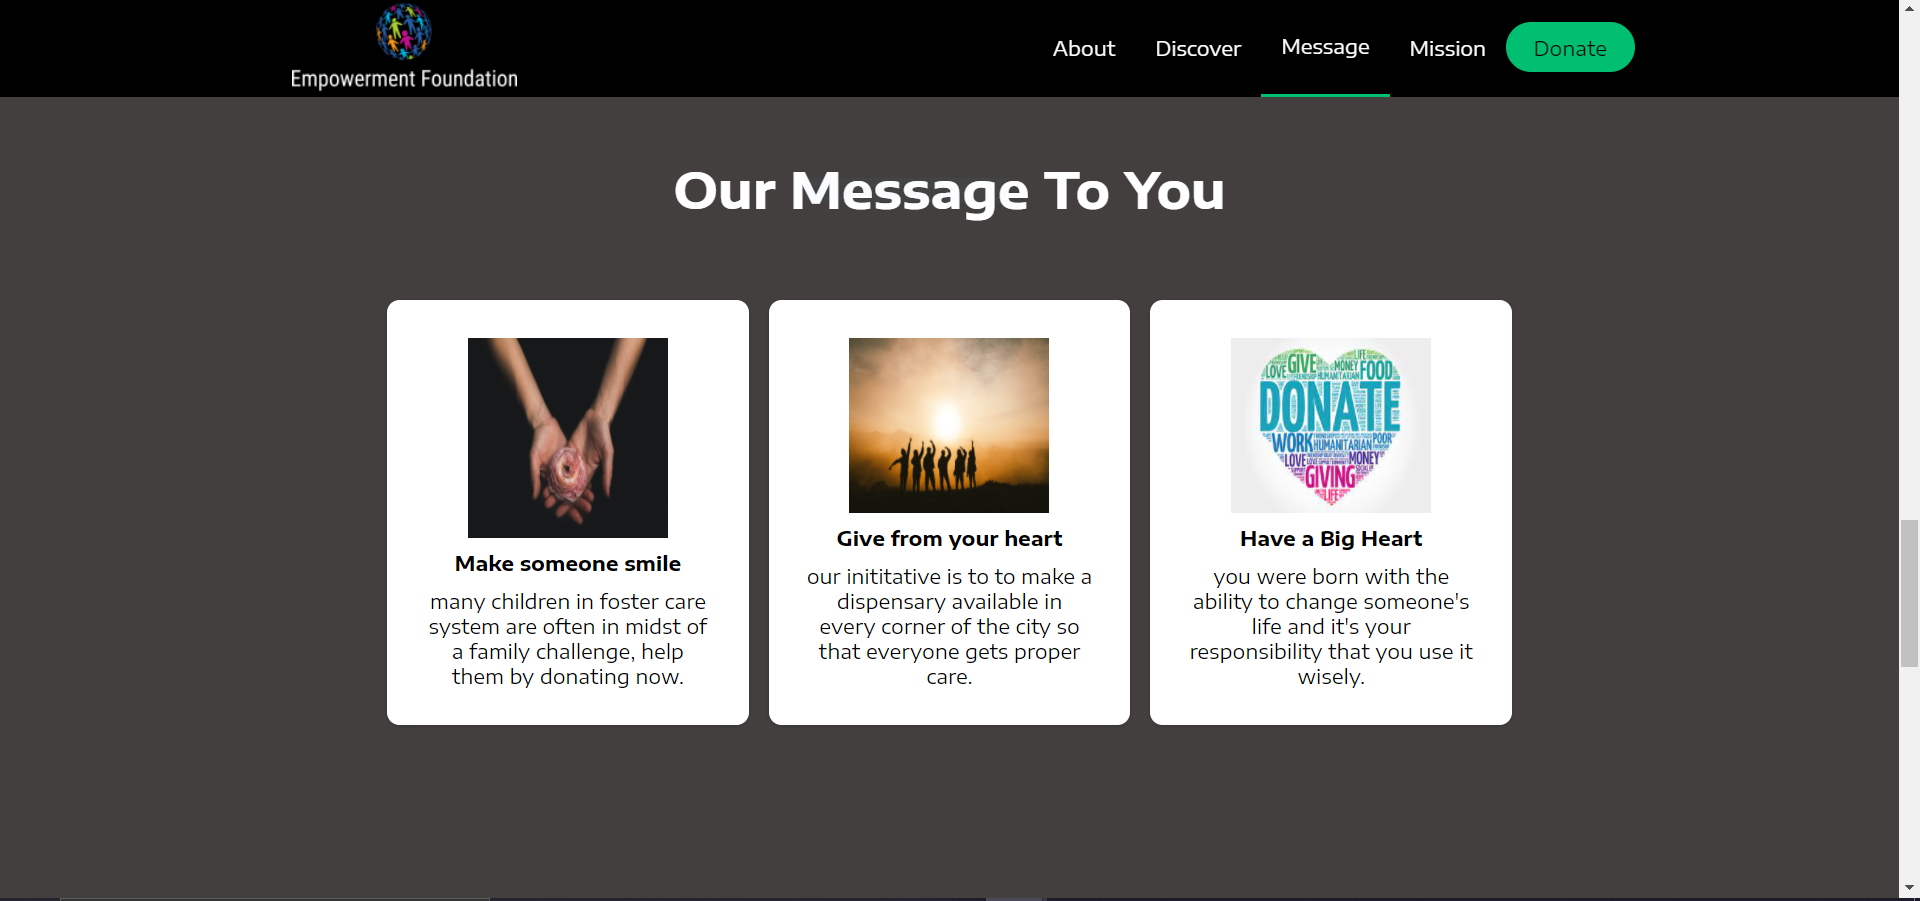 Empowerment Foundation
About Discover Message Mission Donate
Our Message To You
LOVE GIVE MONEY LIFE FOOD
HUMANITARIAN
DONATE
WORK HUMANITARIAN POOR
LOVE MONEY
GIVING
LIFE
Make someone smile
many children in foster care
system are often in midst of
a family challenge, help
them by donating now.
Give from your heart
our inititative is to to make a
dispensary available in
every corner of the city so
that everyone gets proper
care.
Have a Big Heart
you were born with the
ability to change someone's
life and it's your
responsibility that you use it
wisely.